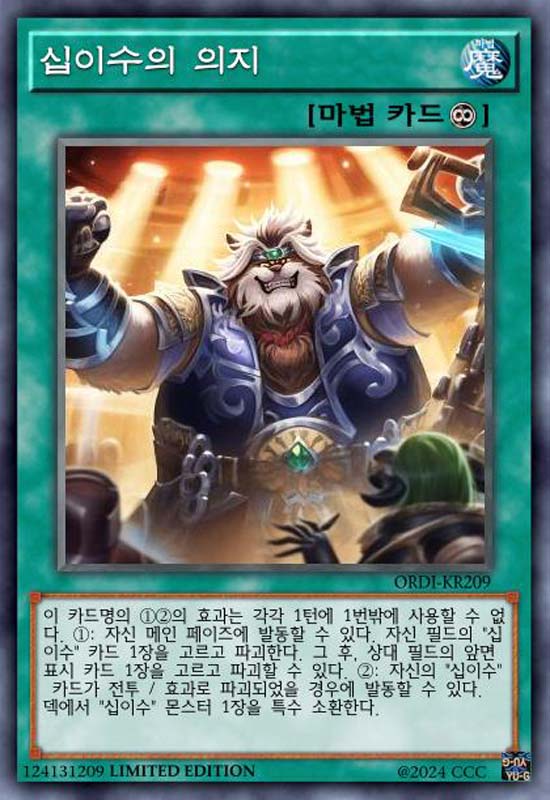 십이수의 의지
마법
魔
[마법 카드♾]
ORDI-KR209
이 카드명의 ①②의 효과는 각각 1턴에 1번밖에 사용할 수 없
다. ①: 자신 메인 페이즈에 발동할 수 있다. 자신 필드의 "십
이수" 카드 1장을 고르고 파괴한다. 그 후, 상대 필드의 앞면
표시 카드 1장을 고르고 파괴할 수 있다. ②: 자신의 "십이수"
카드가 전투 / 효과로 파괴되었을 경우에 발동할 수 있다.
덱에서 "십이수" 몬스터 1장을 특수 소환한다.
124131209 LIMITED EDITION
@2024 CCC
YU-G
YU-G